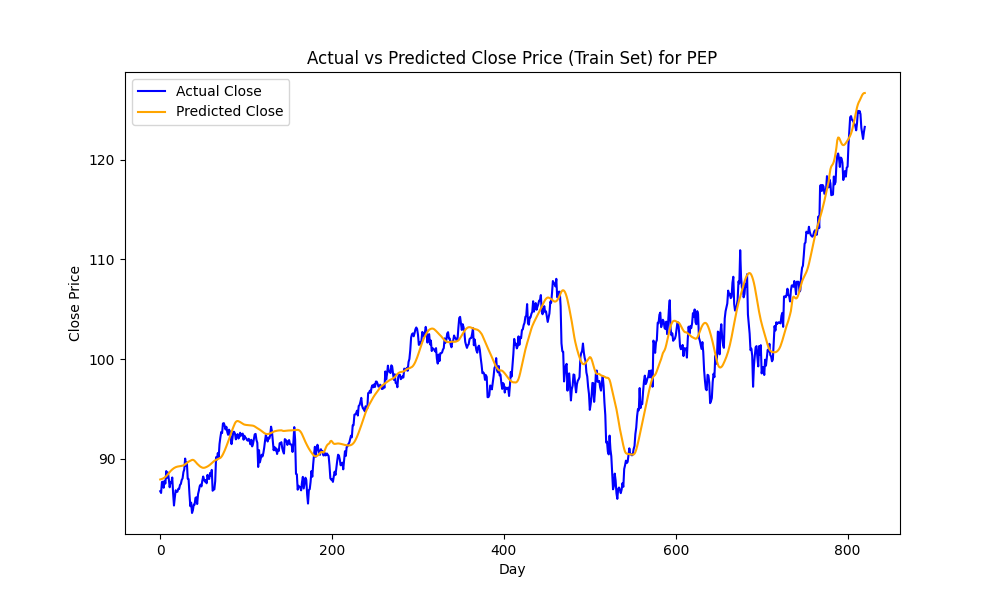 Actual vs Predicted Close Price (Train Set) for PEP
Actual Close
Predicted Close
120
110
100
90
Close Price
0 200 400 600 800
Day